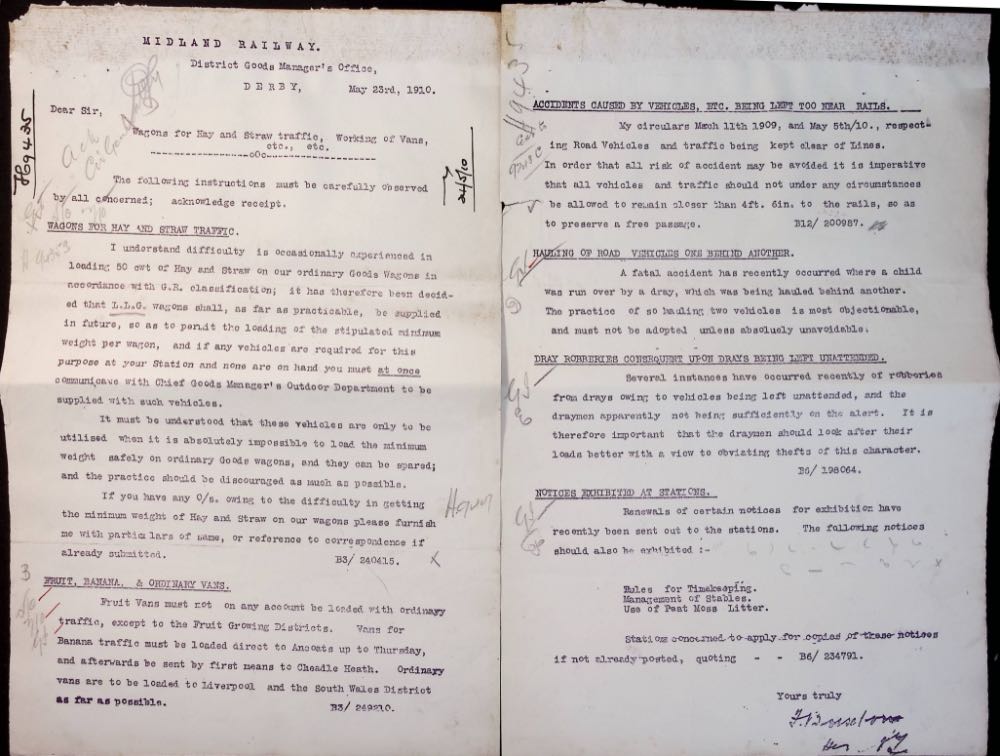 MIDLAND RAILWAY.
District Goods Manager's Office,
DERBY, May 23rd, 1910.
Dear Sir,
Wagons for Hay and Straw traffic, Working of Vans,
etc., etc.
---------------oOo---------------
The following instructions must be carefully observed
by all concerned; acknowledge receipt.
24/5/10
WAGONS FOR HAY AND STRAW TRAFFIC.
I understand difficulty is occasionally experienced in
loading 50 cwt of Hay and Straw on our ordinary Goods Wagons in
accordance with G.R. classification; it has therefore been decid-
ed that L.L.G. wagons shall, as far as practicable, be supplied
in future, so as to permit the loading of the stipulated minimum
weight per wagon, and if any vehicles are required for this
purpose at your Station and none are on hand you must at once
communicave with Chief Goods Manager's Outdoor Department to be
supplied with such vehicles.
It must be understood that these vehicles are only to be
utilised when it is absolutely impossible to load the minimum
weight safely on ordinary Goods wagons, and they can be spared;
and the practice should be discouraged as much as possible.
If you have any O/s. owing to the difficulty in getting
the minimum weight of Hay and Straw on our wagons please furnish
me with particulars of name, or reference to correspondence if
already submitted. B3/ 240415. X
3
FRUIT, BANANA, & ORDINARY VANS.
Fruit Vans must not on any account be loaded with ordinary
traffic, except to the Fruit Growing Districts. Vans for
Banana traffic must be loaded direct to Ancoats up to Thursday,
and afterwards be sent by first means to Cheadle Heath. Ordinary
vans are to be loaded to Liverpool and the South Wales District
as far as possible. B3/ 249210.
ACCIDENTS CAUSED BY VEHICLES, ETC. BEING LEFT TOO NEAR RAILS.
My circulars March 11th 1909, and May 5th/10., respect-
ing Road Vehicles and traffic being kept clear of Lines.
In order that all risk of accident may be avoided it is imperative
that all vehicles and traffic should not under any circumstances
be allowed to remain closer than 4ft. 6in. to the rails, so as
to preserve a free passage. B12/ 200987.
HAULING OF ROAD VEHICLES ONE BEHIND ANOTHER.
A fatal accident has recently occurred where a child
was run over by a dray, which was being hauled behind another.
The practice of so hauling two vehicles is most objectionable,
and must not be adopted unless absoluely unavoidable.
DRAY ROBBERIES CONSEQUENT UPON DRAYS BEING LEFT UNATTENDED.
Several instances have occurred recently of robberies
from drays owing to vehicles being left unattended, and the
draymen apparently not being sufficiently on the alert. It is
therefore important that the draymen should look after their
loads better with a view to obviating thefts of this character.
B6/ 198064.
NOTICES EXHIBITED AT STATIONS.
Renewals of certain notices for exhibition have
recently been sent out to the stations. The following notices
should also be exhibited :-
Rules for Timekeeping.
Management of Stables.
Use of Peat Moss Litter.
Stations concerned to apply for copies of these notices
if not already posted, quoting - - B6/ 234791.
Yours truly